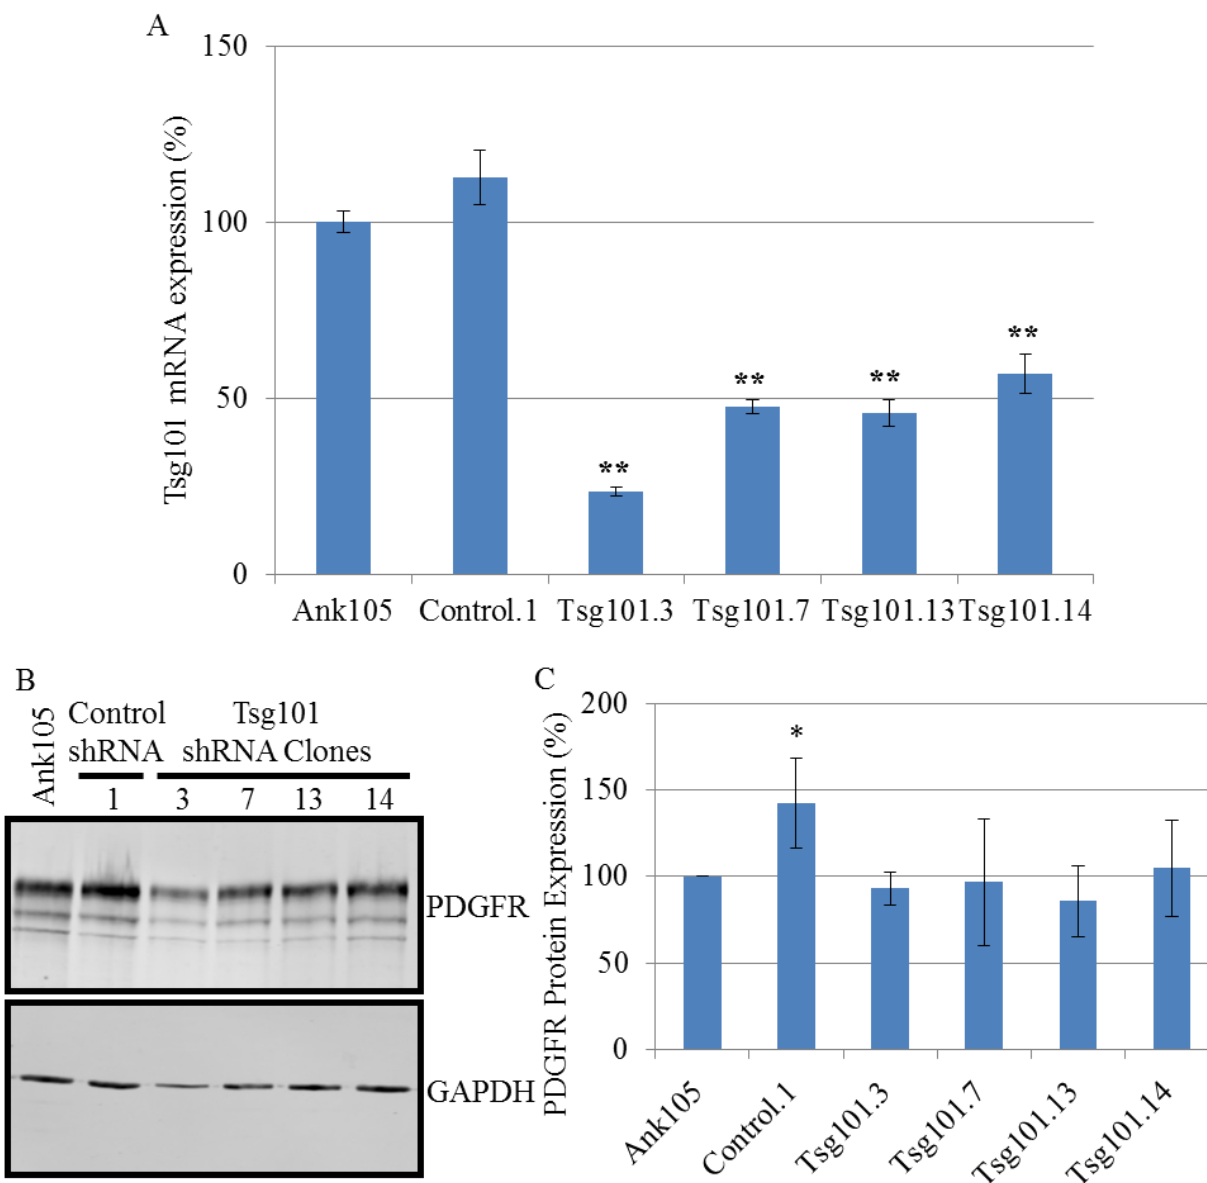 A
150
100
50
0
Tsg101 mRNA expression (%)
**
**
**
**
Ank105 Control.1 Tsg101.3 Tsg101.7 Tsg101.13 Tsg101.14
B
Ank105
Control
shRNA
Tsg101
shRNA Clones
1 3 7 13 14
PDGFR
GAPDH
C
200
150
100
50
0
PDGFR Protein Expression (%)
*
Ank105
Control.1
Tsg101.3
Tsg101.7
Tsg101.13
Tsg101.14